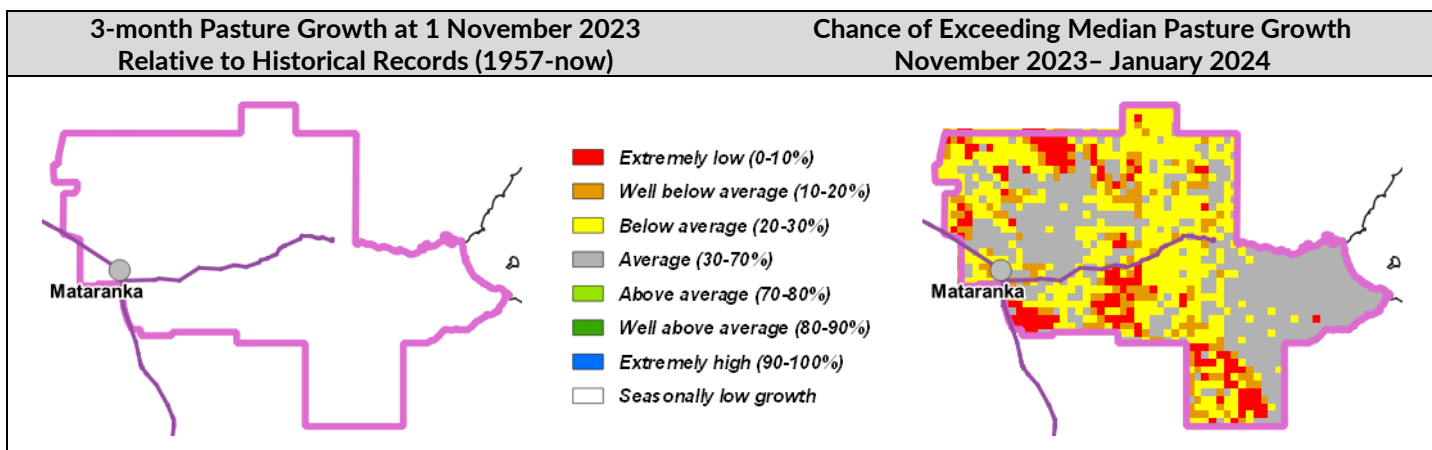 3-month Pasture Growth at 1 November 2023
Relative to Historical Records (1957-now)
Chance of Exceeding Median Pasture Growth
November 2023– January 2024
Mataranka
Extremely low (0-10%)
Well below average (10-20%)
Below average (20-30%)
Average (30-70%)
Above average (70-80%)
Well above average (80-90%)
Extremely high (90-100%)
Seasonally low growth
Mataranka